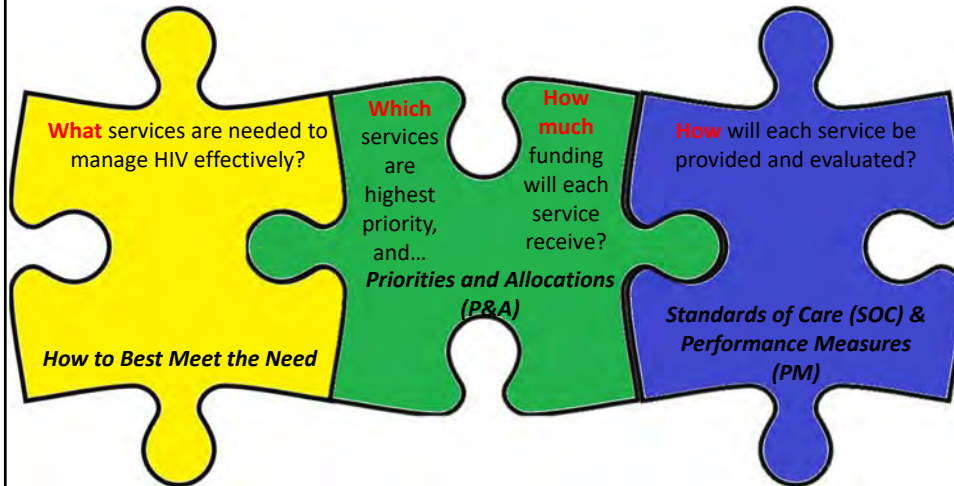 What services are needed to
manage HIV effectively?
How to Best Meet the Need
Which
services
are
highest
priority,
and…
How
much
funding
will each
service
receive?
Priorities and Allocations
(P&A)
How will each service be
provided and evaluated?
Standards of Care (SOC) &
Performance Measures
(PM)